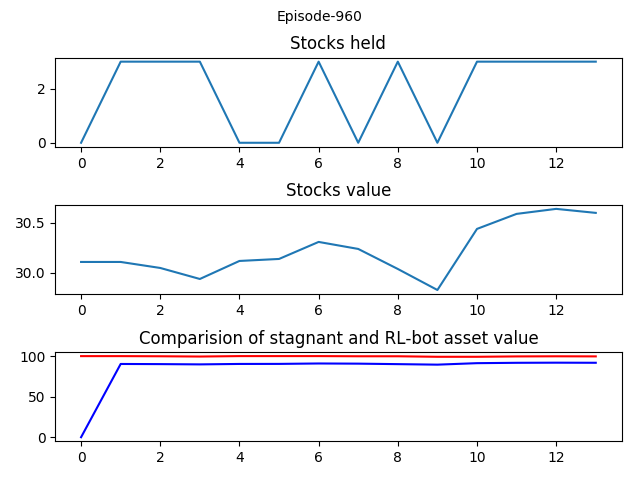 Episode-960
Stocks held
2
0
0 2 4 6 8 10 12
Stocks value
30.5
30.0
0 2 4 6 8 10 12
Comparision of stagnant and RL-bot asset value
100
50
0
0 2 4 6 8 10 12